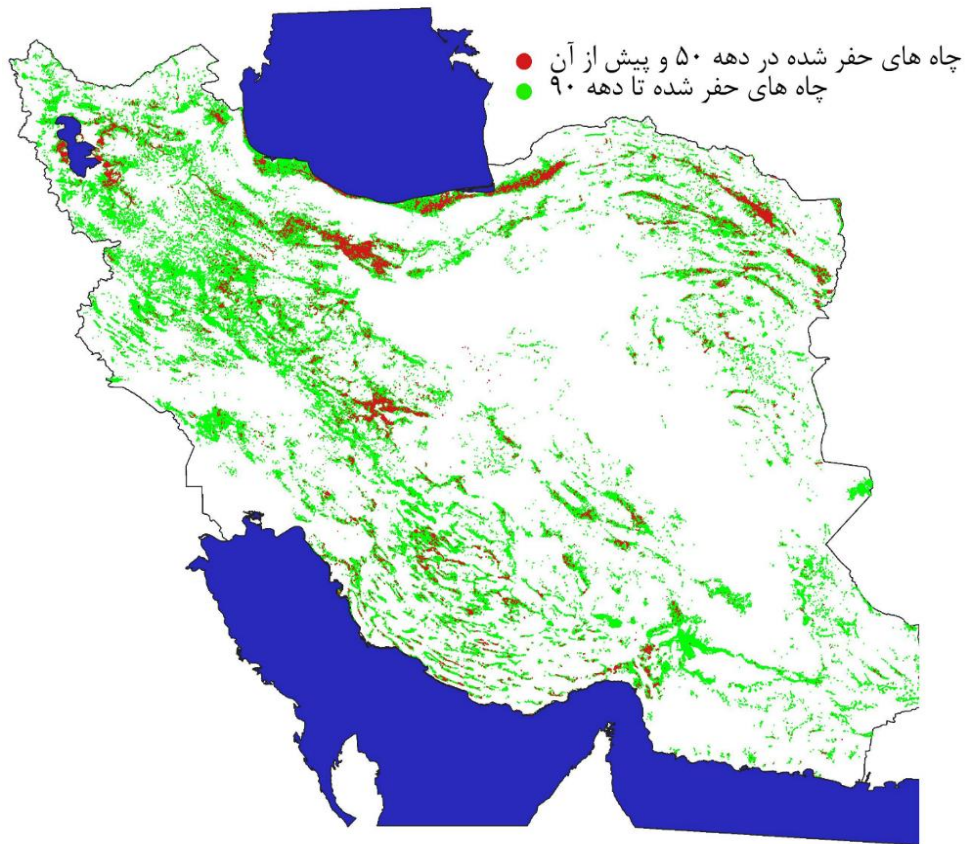 چاه های حفر شده در دهه ۵۰ و پیش از آن
چاه های حفر شده تا دهه ۹۰